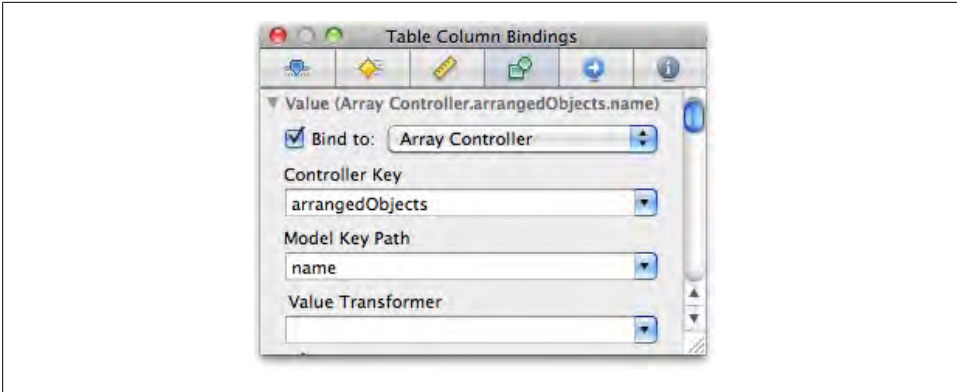 Table Column Bindings
Value (Array Controller.arrangedObjects.name)
Bind to: Array Controller
Controller Key
arrangedObjects
Model Key Path
name
Value Transformer